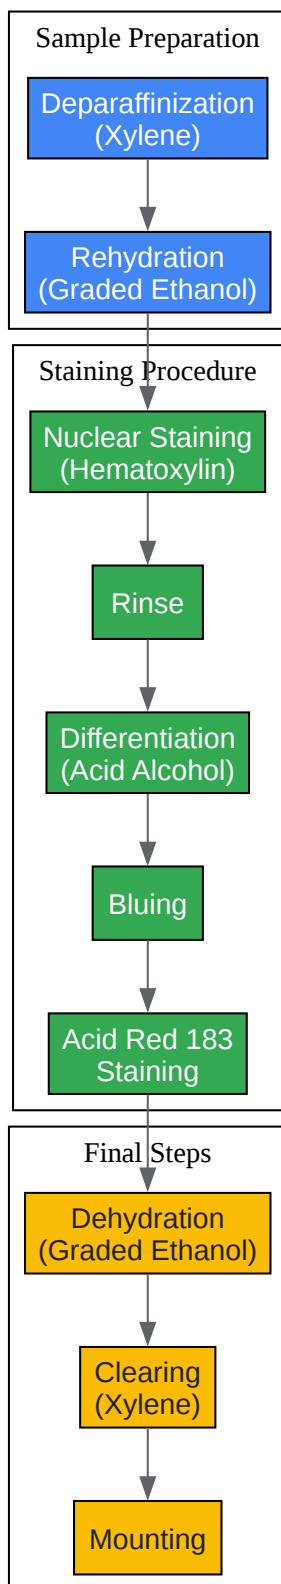 Sample Preparation
Deparaffinization
(Xylene)
Rehydration
(Graded Ethanol)
Staining Procedure
Nuclear Staining
(Hematoxylin)
Rinse
Differentiation
(Acid Alcohol)
Bluing
Acid Red 183
Staining
Final Steps
Dehydration
(Graded Ethanol)
Clearing
(Xylene)
Mounting